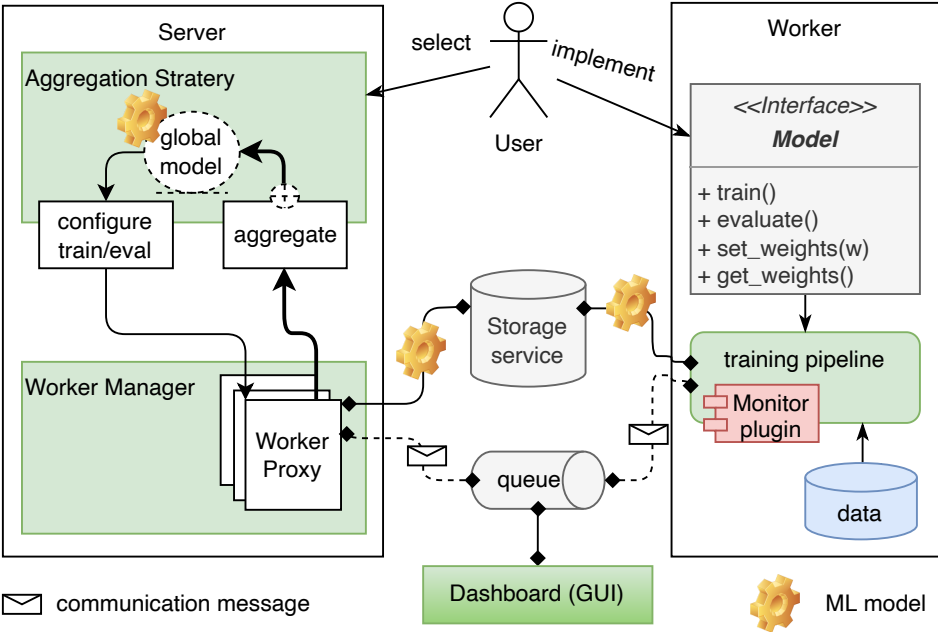 Server
Aggregation Stratery
global
model
configure
train/eval
aggregate
Worker Manager
Worker
Proxy
select
implement
User
Storage
service
queue
Dashboard (GUI)
Worker
<<Interface>>
Model
+ train()
+ evaluate()
+ set_weights(w)
+ get_weights()
training pipeline
Monitor
plugin
data
communication message
ML model